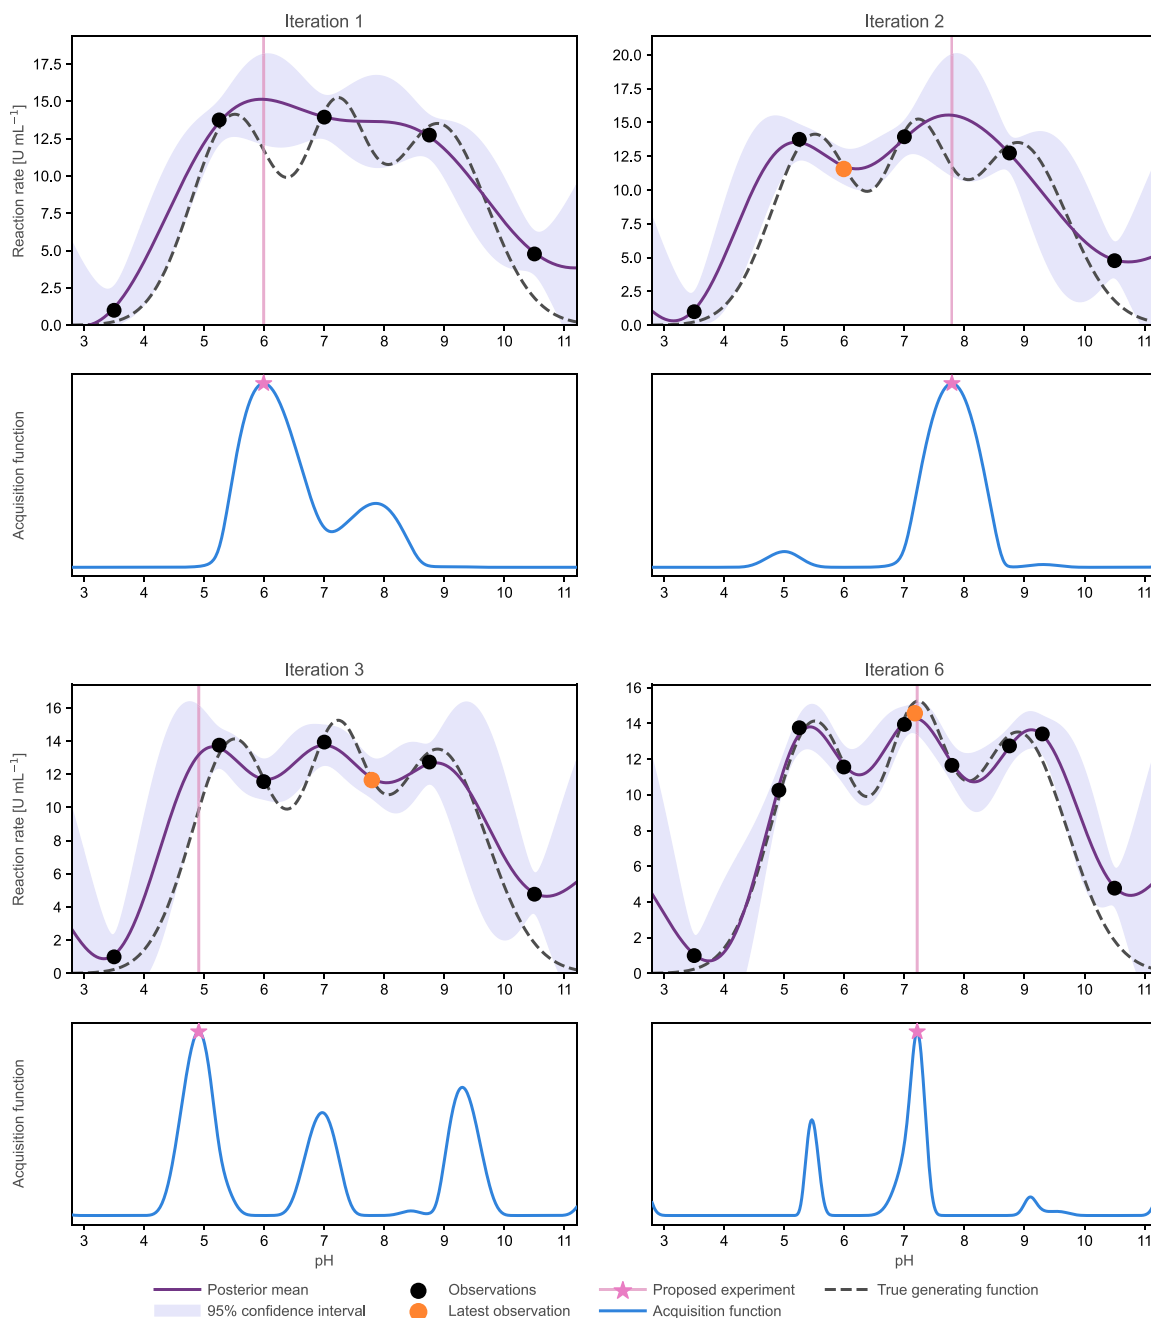 Iteration 1
Reaction rate [U mL⁻¹]
17.5
15.0
12.5
10.0
7.5
5.0
2.5
0.0
3 4 5 6 7 8 9 10 11
Iteration 2
20.0
17.5
15.0
12.5
10.0
7.5
5.0
2.5
0.0
3 4 5 6 7 8 9 10 11
Acquisition function
3 4 5 6 7 8 9 10 11
3 4 5 6 7 8 9 10 11
Iteration 3
Reaction rate [U mL⁻¹]
16
14
12
10
8
6
4
2
0
3 4 5 6 7 8 9 10 11
Iteration 6
16
14
12
10
8
6
4
2
0
3 4 5 6 7 8 9 10 11
Acquisition function
3 4 5 6 7 8 9 10 11
pH
3 4 5 6 7 8 9 10 11
pH
Posterior mean
Observations
Proposed experiment
True generating function
95% confidence interval
Latest observation
Acquisition function